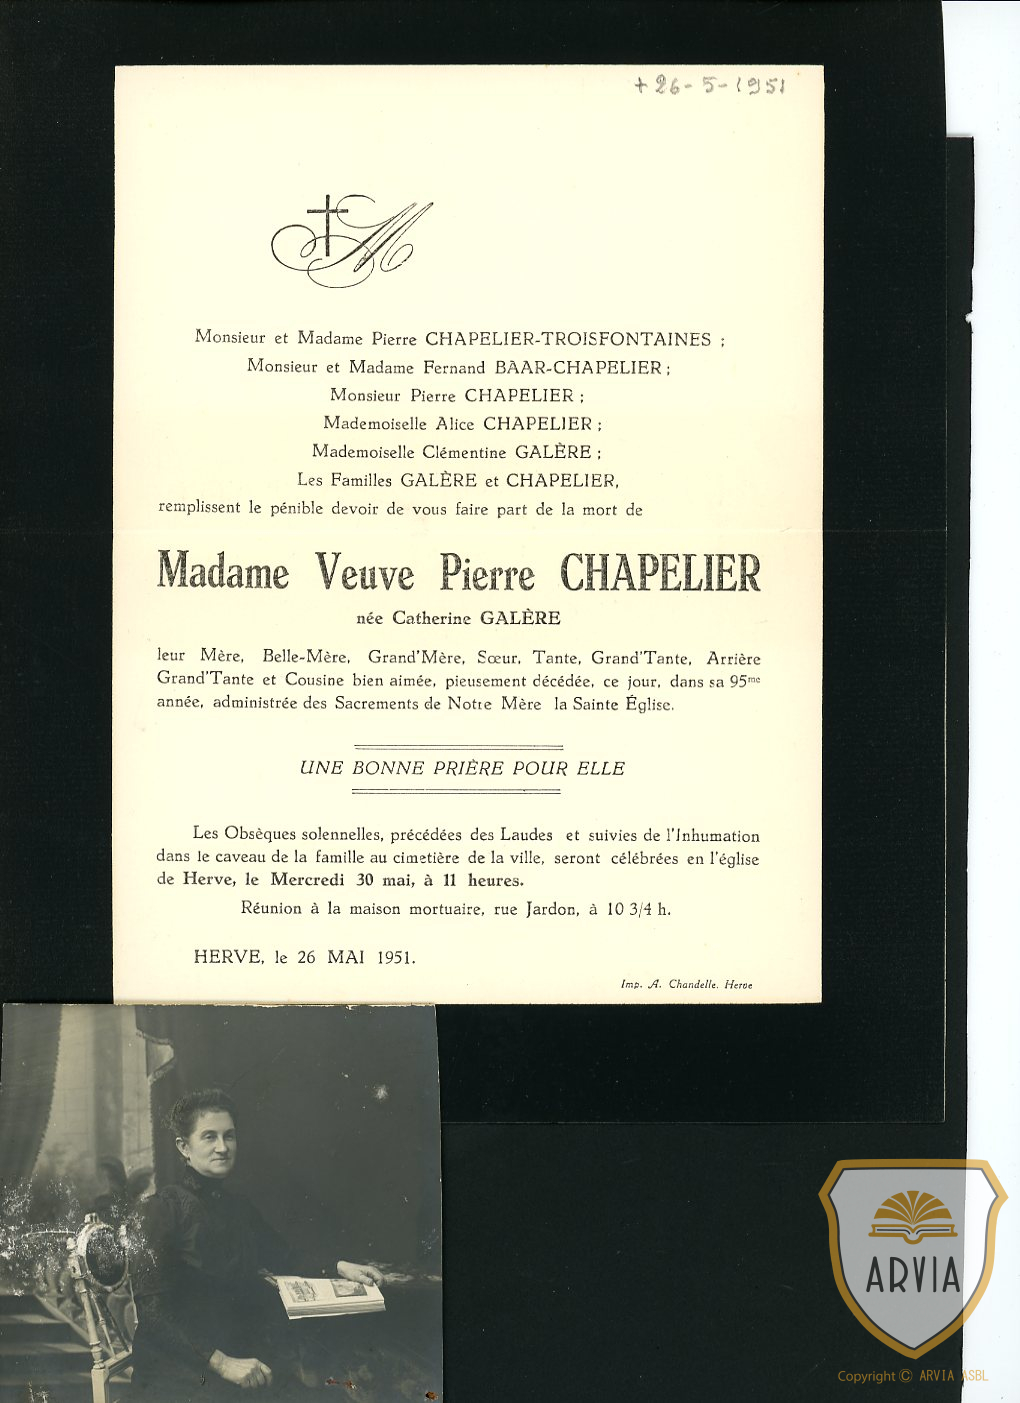 + 26-5-1951
M
Monsieur et Madame Pierre CHAPELIER-TROISFONTAINES ;
Monsieur et Madame Fernand BAAR-CHAPELIER ;
Monsieur Pierre CHAPELIER ;
Mademoiselle Alice CHAPELIER ;
Mademoiselle Clémentine GALÈRE ;
Les Familles GALÈRE et CHAPELIER,
remplissent le pénible devoir de vous faire part de la mort de
Madame Veuve Pierre CHAPELIER
née Catherine GALÈRE
leur Mère, Belle-Mère, Grand'Mère, Sœur, Tante, Grand'Tante, Arrière
Grand'Tante et Cousine bien aimée, pieusement décédée, ce jour, dans sa 95me
année, administrée des Sacrements de Notre Mère la Sainte Église.
UNE BONNE PRIÈRE POUR ELLE
Les Obsèques solennelles, précédées des Laudes et suivies de l'Inhumation
dans le caveau de la famille au cimetière de la ville, seront célébrées en l'église
de Herve, le Mercredi 30 mai, à 11 heures.
Réunion à la maison mortuaire, rue Jardon, à 10 3/4 h.
HERVE, le 26 MAI 1951.
Imp. A. Chandelle. Herve
ARVIA
Copyright © ARVIA ASBL